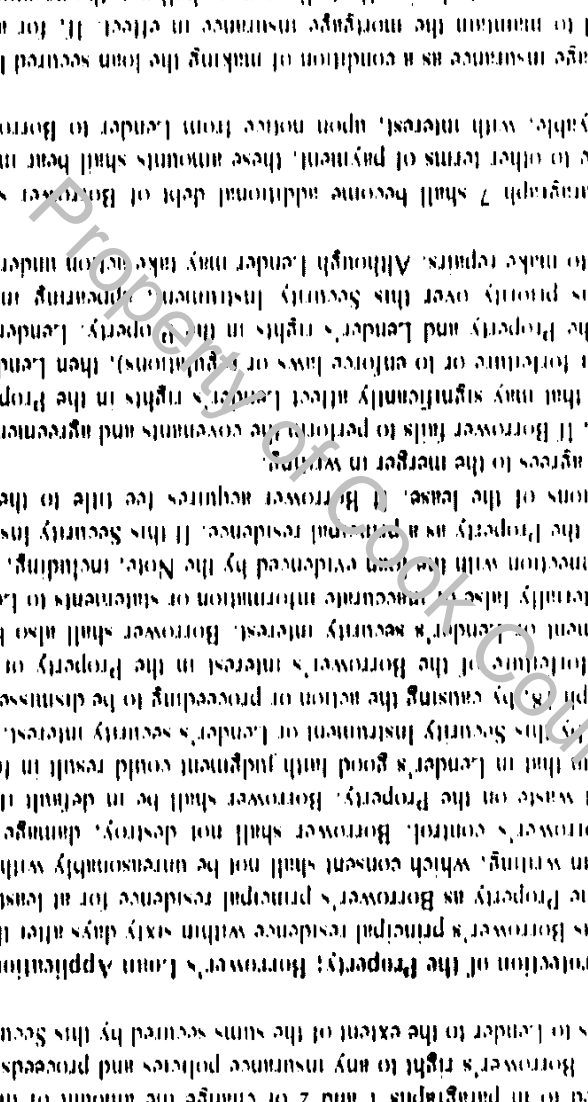 to in paragraphs 1 and 2 or change the amount of
Borrower's right to any insurance policies and proceeds
s to Lender to the extent of the sums secured by this Secu
rotection of the Property; Borrower's Loan Application
s Borrower's principal residence within sixty days after th
he Property as Borrower's principal residence for at least
in writing, which consent shall not be unreasonably with
orrower's control. Borrower shall not destroy, damage
waste on the Property. Borrower shall be in default
that in Lender's good faith judgment could result in f
by this Security Instrument or Lender's security interest.
ph 18, by causing the action or proceeding to be dismisse
forfeiture of the Borrower's interest in the Property or
ment or Lender's security interest. Borrower shall also b
terially false or inaccurate information or statements to Le
nnection with the loan evidenced by the Note, including,
the Property as a principal residence. If this Security Ins
ions of the lease. If Borrower acquires fee title to the
agrees to the merger in writing.
. If Borrower fails to perform the covenants and agreemen
that may significantly affect Lender's rights in the Prop
r forfeiture or to enforce laws or regulations), then Lend
he Property and Lender's rights in the Property. Lender
s priority over this Security Instrument, appearing in
to make repairs. Although Lender may take action under
aragraph 7 shall become additional debt of Borrower s
e to other terms of payment, these amounts shall bear in
yable, with interest, upon notice from Lender to Borro
age insurance as a condition of making the loan secured
to maintain the mortgage insurance in effect. If, for
Property of Cook Coun